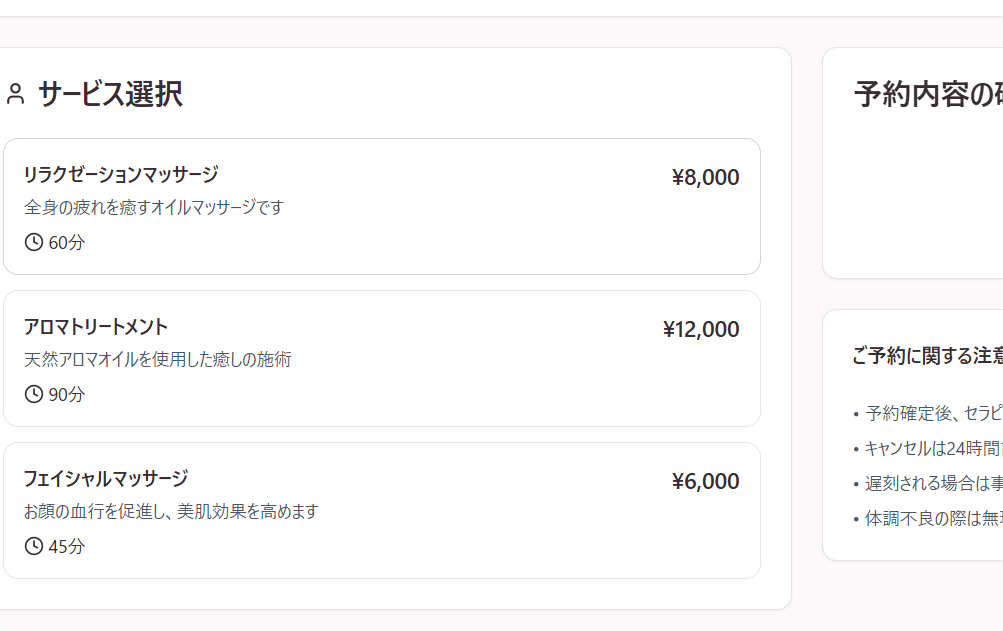 サービス選択
リラクゼーションマッサージ
¥8,000
全身の疲れを癒すオイルマッサージです
60分
アロマトリートメント
¥12,000
天然アロマオイルを使用した癒しの施術
90分
フェイシャルマッサージ
¥6,000
お顔の血行を促進し、美肌効果を高めます
45分
予約内容の
ご予約に関する注意
• 予約確定後、セラピ
• キャンセルは24時間
• 遅刻される場合は事
• 体調不良の際は無